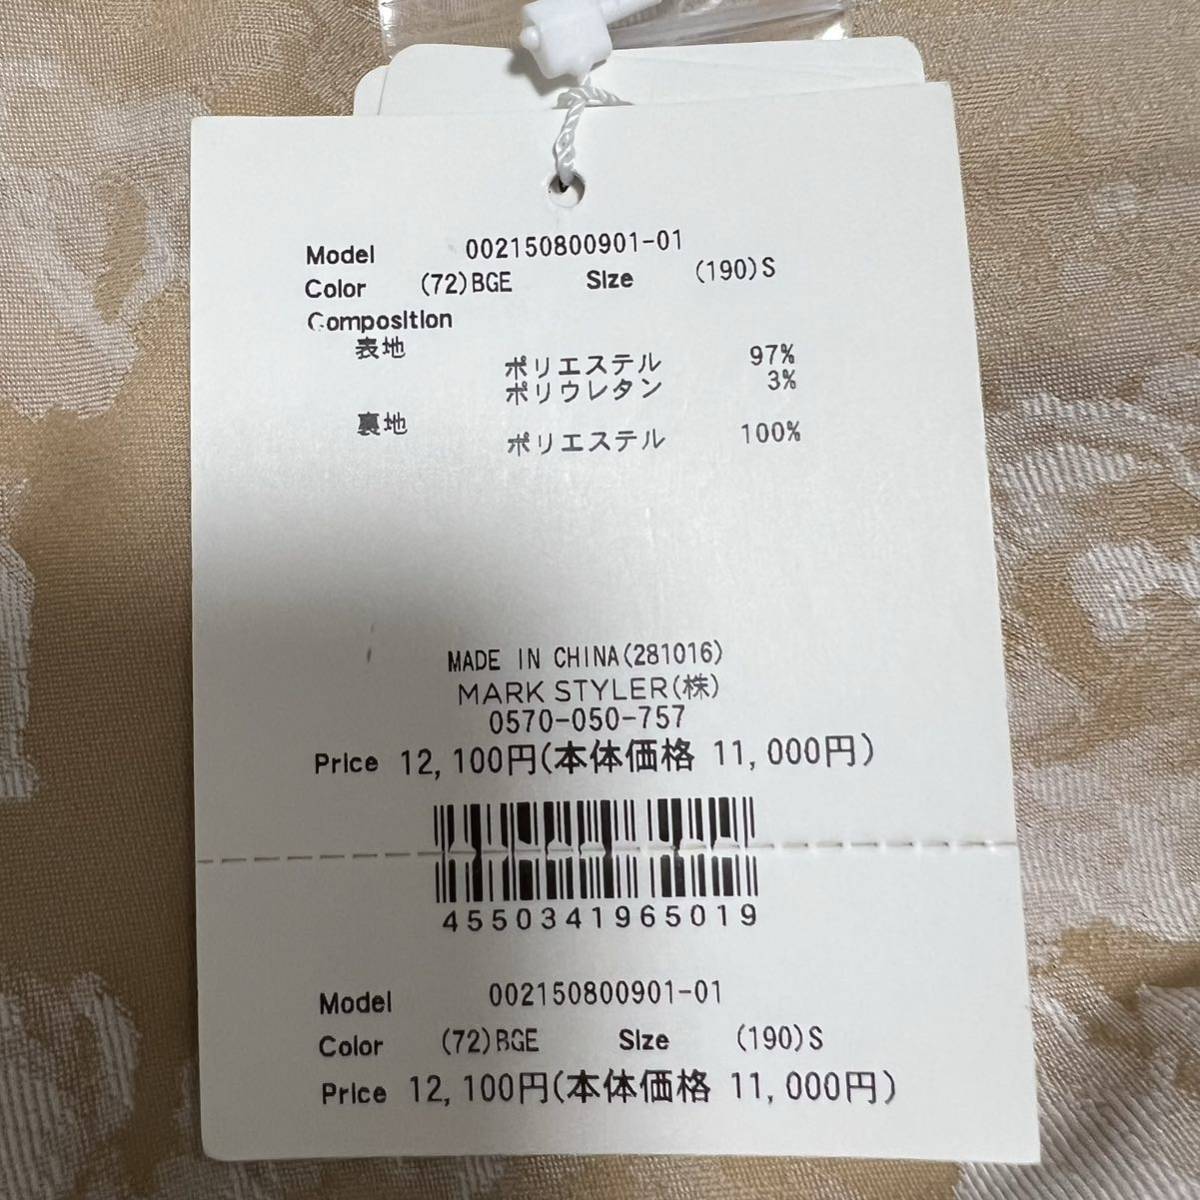 Model 002150800901-01
Color (72)BGE Size (190)S
Composition
表地
ポリエステル 97%
ポリウレタン 3%
裏地
ポリエステル 100%
MADE IN CHINA(281016)
MARK STYLER(株)
0570-050-757
Price 12,100円(本体価格 11,000円)
4550341965019
Model 002150800901-01
Color (72)BGE Size (190)S
Price 12,100円(本体価格 11,000円)